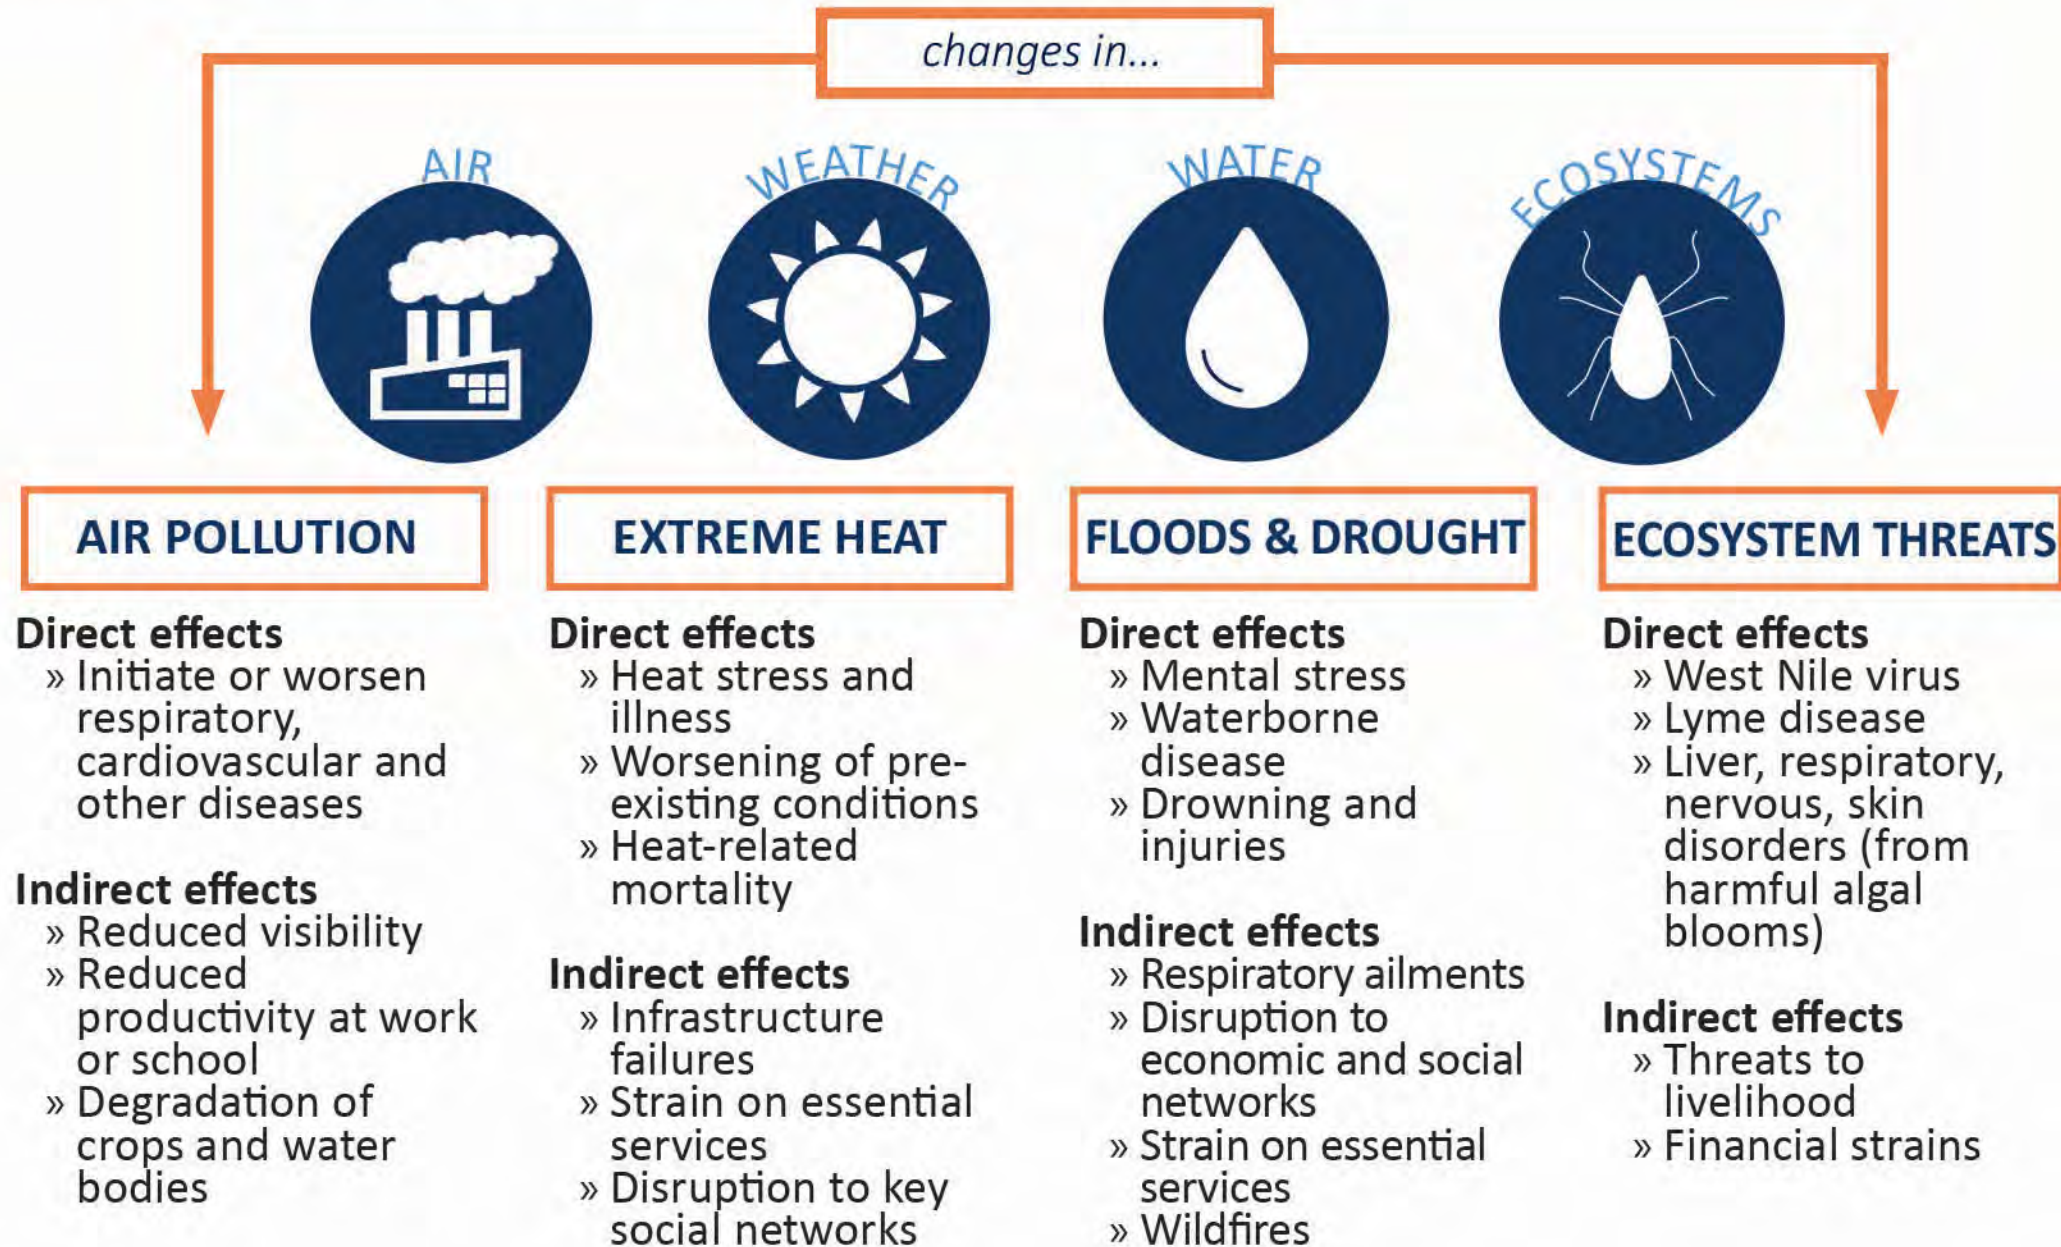 changes in...
AIR
WEATHER
WATER
ECOSYSTEMS
AIR POLLUTION
Direct effects
» Initiate or worsen
respiratory,
cardiovascular and
other diseases
Indirect effects
» Reduced visibility
» Reduced
productivity at work
or school
» Degradation of
crops and water
bodies
EXTREME HEAT
Direct effects
» Heat stress and
illness
» Worsening of pre-
existing conditions
» Heat-related
mortality
Indirect effects
» Infrastructure
failures
» Strain on essential
services
» Disruption to key
social networks
FLOODS & DROUGHT
Direct effects
» Mental stress
» Waterborne
disease
» Drowning and
injuries
Indirect effects
» Respiratory ailments
» Disruption to
economic and social
networks
» Strain on essential
services
» Wildfires
ECOSYSTEM THREATS
Direct effects
» West Nile virus
» Lyme disease
» Liver, respiratory,
nervous, skin
disorders (from
harmful algal
blooms)
Indirect effects
» Threats to
livelihood
» Financial strains